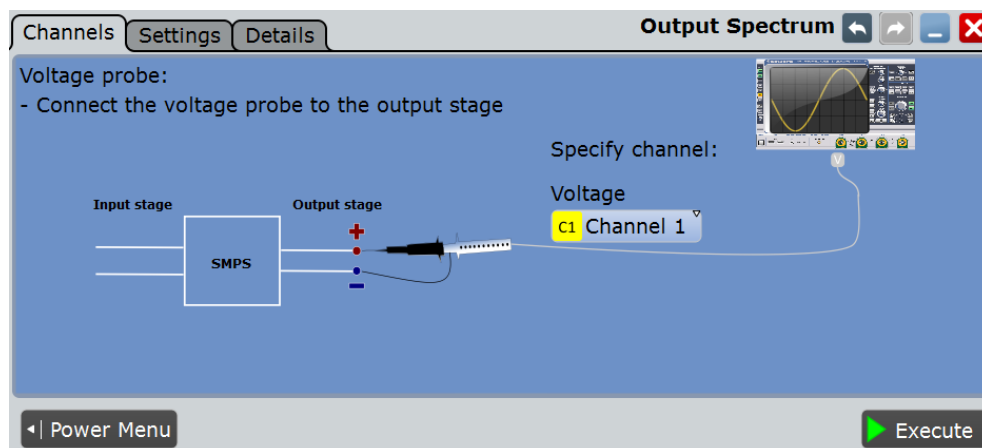 Channels
Settings
Details
Output Spectrum
Voltage probe:
- Connect the voltage probe to the output stage
Specify channel:
V
Voltage
C1 Channel 1
Input stage
Output stage
+
SMPS
−
Power Menu
Execute